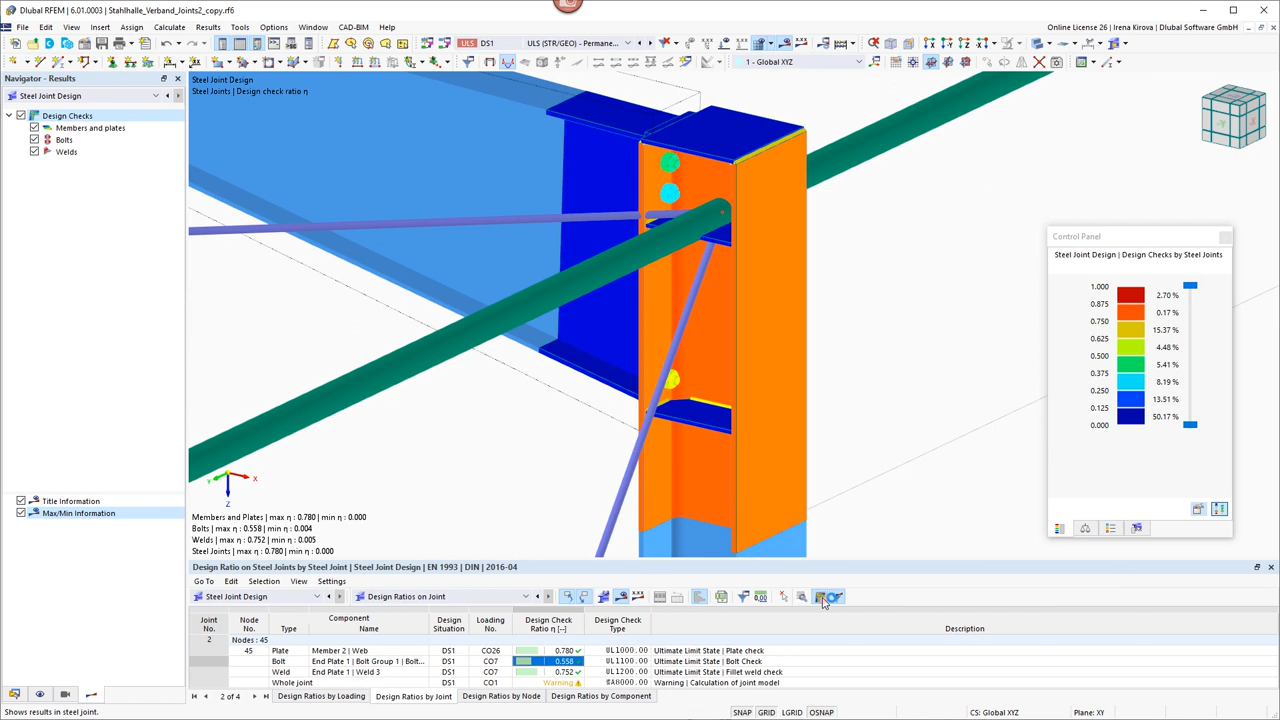 Dlubal RFEM | 6.01.0003 | Stahlhalle_Verband_Joints2_copy.rf6
File Edit View Insert Assign Calculate Results Tools Options Window CAD-BIM Help
Online License 26 | Irena Kirova | Dlubal Software GmbH
ULS DS1 ULS (STR/GEO) - Permane...
1 - Global XYZ
Navigator - Results
Steel Joint Design
Design Checks
Members and plates
Bolts
Welds
Title Information
Max/Min Information
Steel Joint Design
Steel Joints | Design check ratio η
X
Y
Z
Members and Plates | max η : 0.780 | min η : 0.000
Bolts | max η : 0.558 | min η : 0.004
Welds | max η : 0.752 | min η : 0.005
Steel Joints | max η : 0.780 | min η : 0.000
Control Panel
Steel Joint Design | Design Checks by Steel Joints
1.000
0.875
0.750
0.625
0.500
0.375
0.250
0.125
0.000
2.70 %
0.17 %
15.37 %
4.48 %
5.41 %
8.19 %
13.51 %
50.17 %
Design Ratio on Steel Joints by Steel Joint | Steel Joint Design | EN 1993 | DIN | 2016-04
Go To Edit Selection View Settings
Steel Joint Design Design Ratios on Joint
Joint No. Node No. Component Type Name Design Situation Loading No. Design Check Ratio η [--] Design Check Type Description
2 Nodes : 45
45 Plate Member 2 | Web DS1 CO26 0.780 UL1000.00 Ultimate Limit State | Plate check
Bolt End Plate 1 | Bolt Group 1 | Bolt... DS1 CO7 0.558 UL1100.00 Ultimate Limit State | Bolt Check
Weld End Plate 1 | Weld 3 DS1 CO7 0.752 UL1200.00 Ultimate Limit State | Fillet weld check
Whole joint DS1 CO1 Warning WA8000.00 Warning | Calculation of joint model
2 of 4 Design Ratios by Loading Design Ratios by Joint Design Ratios by Node Design Ratios by Component
Shows results in steel joint.
SNAP GRID LGRID OSNAP CS: Global XYZ Plane: XY